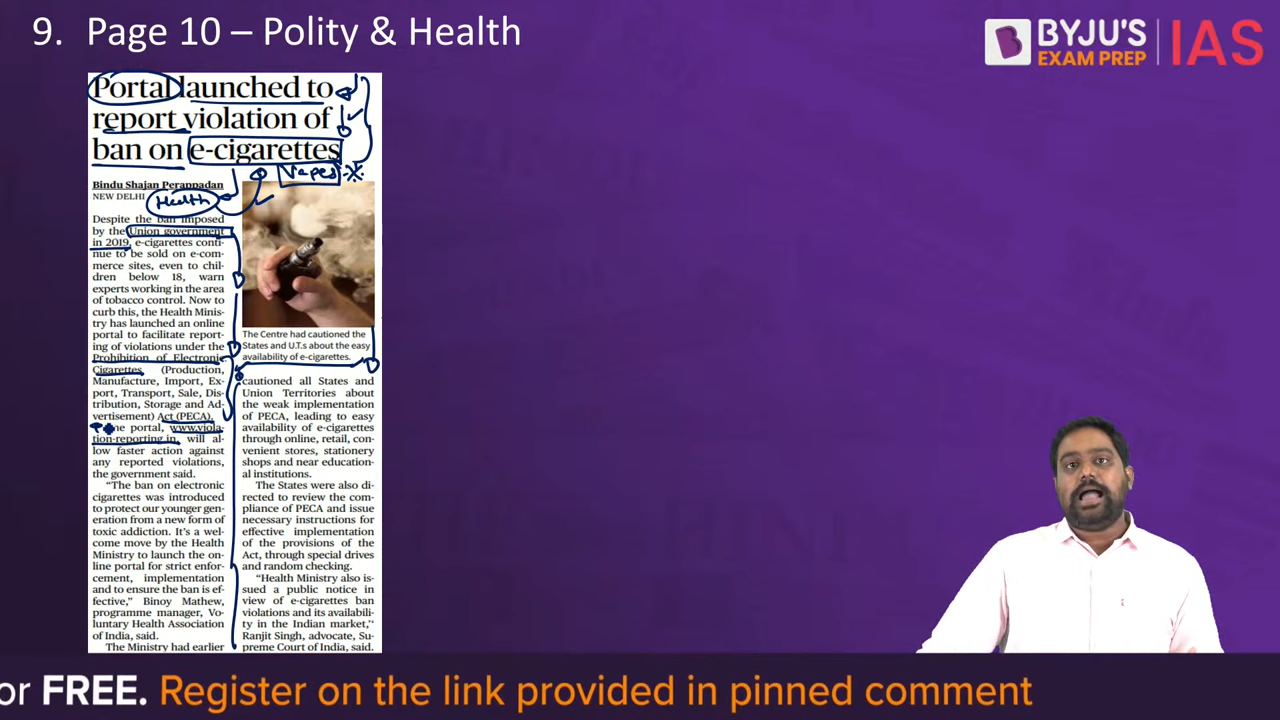 9. Page 10 – Polity & Health
BYJU'S
EXAM PREP
IAS
Portal launched to
report violation of
ban on e-cigarettes
Vapes
Bindu Shajan Perappadan
NEW DELHI
Health
Despite the ban imposed
by the Union government
in 2019, e-cigarettes conti-
nue to be sold on e-com-
merce sites, even to chil-
dren below 18, warn
experts working in the area
of tobacco control. Now to
curb this, the Health Minis-
try has launched an online
portal to facilitate report-
ing of violations under the
Prohibition of Electronic
Cigarettes (Production,
Manufacture, Import, Ex-
port, Transport, Sale, Dis-
tribution, Storage and Ad-
vertisement) Act (PECA).
portal, www.viola-
tion-reporting.in, will al-
low faster action against
any reported violations,
the government said.
“The ban on electronic
cigarettes was introduced
to protect our younger gen-
eration from a new form of
toxic addiction. It’s a wel-
come move by the Health
Ministry to launch the on-
line portal for strict enfor-
cement, implementation
and to ensure the ban is ef-
fective,” Binoy Mathew,
programme manager, Vo-
luntary Health Association
of India, said.
The Ministry had earlier
The Centre had cautioned the
States and U.T.s about the easy
availability of e-cigarettes.
cautioned all States and
Union Territories about
the weak implementation
of PECA, leading to easy
availability of e-cigarettes
through online, retail, con-
venient stores, stationery
shops and near education-
al institutions.
The States were also di-
rected to review the com-
pliance of PECA and issue
necessary instructions for
effective implementation
of the provisions of the
Act, through special drives
and random checking.
“Health Ministry also is-
sued a public notice in
view of e-cigarettes ban
violations and its availabili-
ty in the Indian market,”
Ranjit Singh, advocate, Su-
preme Court of India, said.
or FREE. Register on the link provided in pinned comment